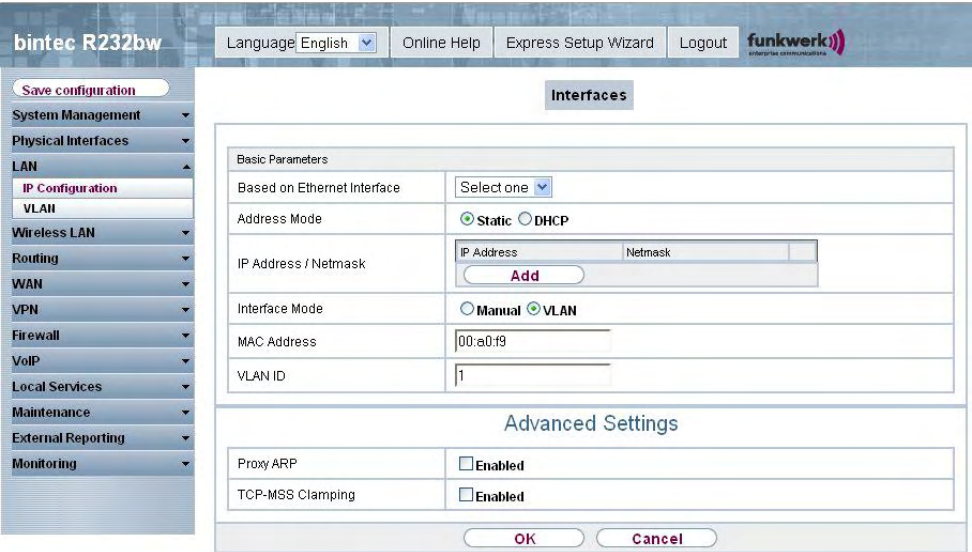 bintec R232bw
Language English Online Help Express Setup Wizard Logout funkwerk
enterprise communications
Save configuration
System Management
Physical Interfaces
LAN
IP Configuration
VLAN
Wireless LAN
Routing
WAN
VPN
Firewall
VoIP
Local Services
Maintenance
External Reporting
Monitoring
Interfaces
Basic Parameters
Based on Ethernet Interface Select one
Address Mode Static DHCP
IP Address / Netmask IP Address Netmask
Add
Interface Mode Manual VLAN
MAC Address 00:a0:f9
VLAN ID 1
Advanced Settings
Proxy ARP Enabled
TCP-MSS Clamping Enabled
OK Cancel